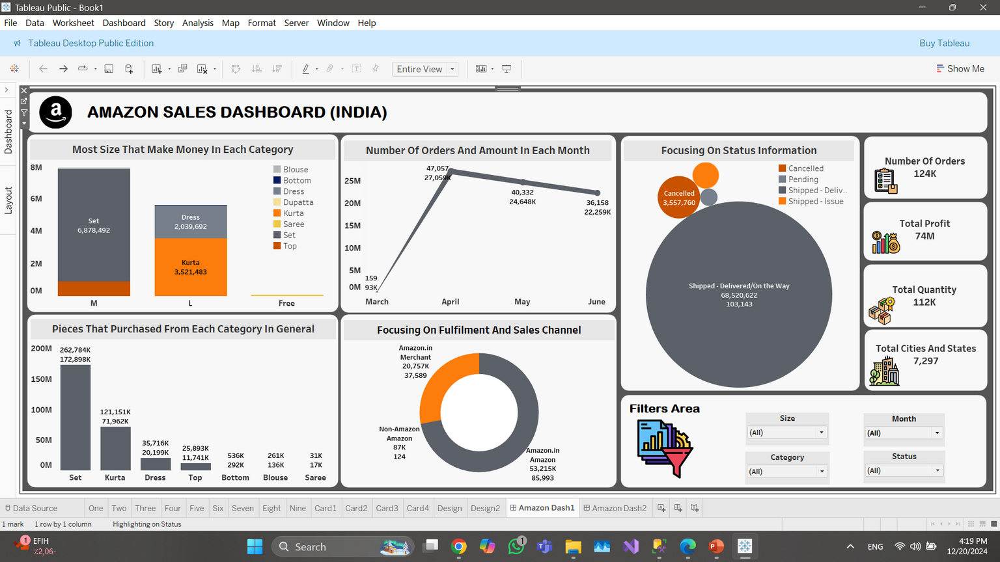 Tableau Public - Book1
File Data Worksheet Dashboard Story Analysis Map Format Server Window Help
Tableau Desktop Public Edition
Buy Tableau
Entire View
Show Me
Dashboard
Layout
a
AMAZON SALES DASHBOARD (INDIA)
Most Size That Make Money In Each Category
8M
6M
4M
2M
0M
Set
6,878,492
Dress
2,039,692
Kurta
3,521,483
M
L
Free
Blouse
Bottom
Dress
Dupatta
Kurta
Saree
Set
Top
Number Of Orders And Amount In Each Month
25M
20M
15M
10M
5M
0M
159
93K
47,057
27,059K
40,332
24,648K
36,158
22,259K
March
April
May
June
Focusing On Status Information
Cancelled
Pending
Shipped - Deliv..
Shipped - Issue
Cancelled
3,557,760
Shipped - Delivered/On the Way
68,520,622
103,143
Number Of Orders
124K
Total Profit
74M
Total Quantity
112K
Total Cities And States
7,297
Pieces That Purchased From Each Category In General
200M
150M
100M
50M
0M
262,784K
172,898K
121,151K
71,962K
35,716K
20,199K
25,893K
11,741K
536K
292K
261K
136K
31K
17K
Set
Kurta
Dress
Top
Bottom
Blouse
Saree
Focusing On Fulfilment And Sales Channel
Amazon.in
Merchant
20,757K
37,589
Non-Amazon
Amazon
87K
124
Amazon.in
Amazon
53,215K
85,993
Filters Area
Size
(All)
Month
(All)
Category
(All)
Status
(All)
Data Source One Two Three Four Five Six Seven Eight Nine Card1 Card2 Card3 Card4 Design Design2 Amazon Dash1 Amazon Dash2
1 mark 1 row by 1 column Highlighting on Status
1
EFIH
٪2,06-
Search
1
ENG
4:19 PM
12/20/2024